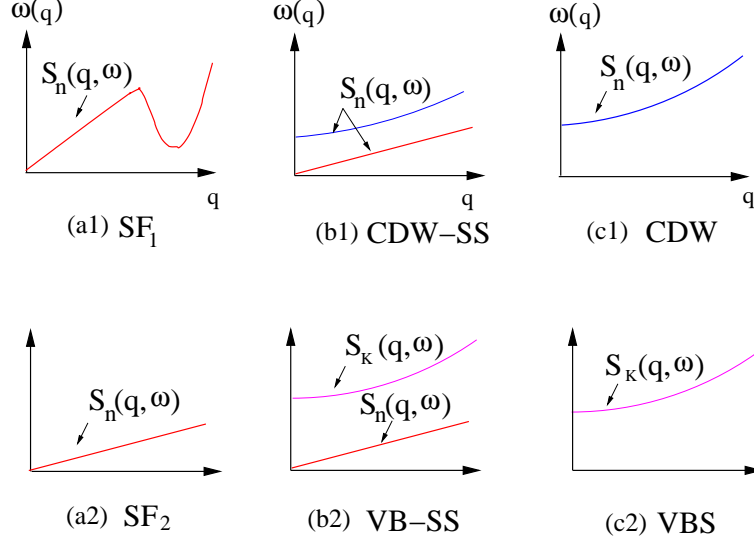 ω(q)
S_n(q, ω)
q
(a1) SF_1
ω(q)
S_n(q, ω)
q
(b1) CDW–SS
ω(q)
S_n(q, ω)
q
(c1) CDW
S_n(q, ω)
(a2) SF_2
S_K(q, ω)
S_n(q, ω)
(b2) VB–SS
S_K(q, ω)
(c2) VBS